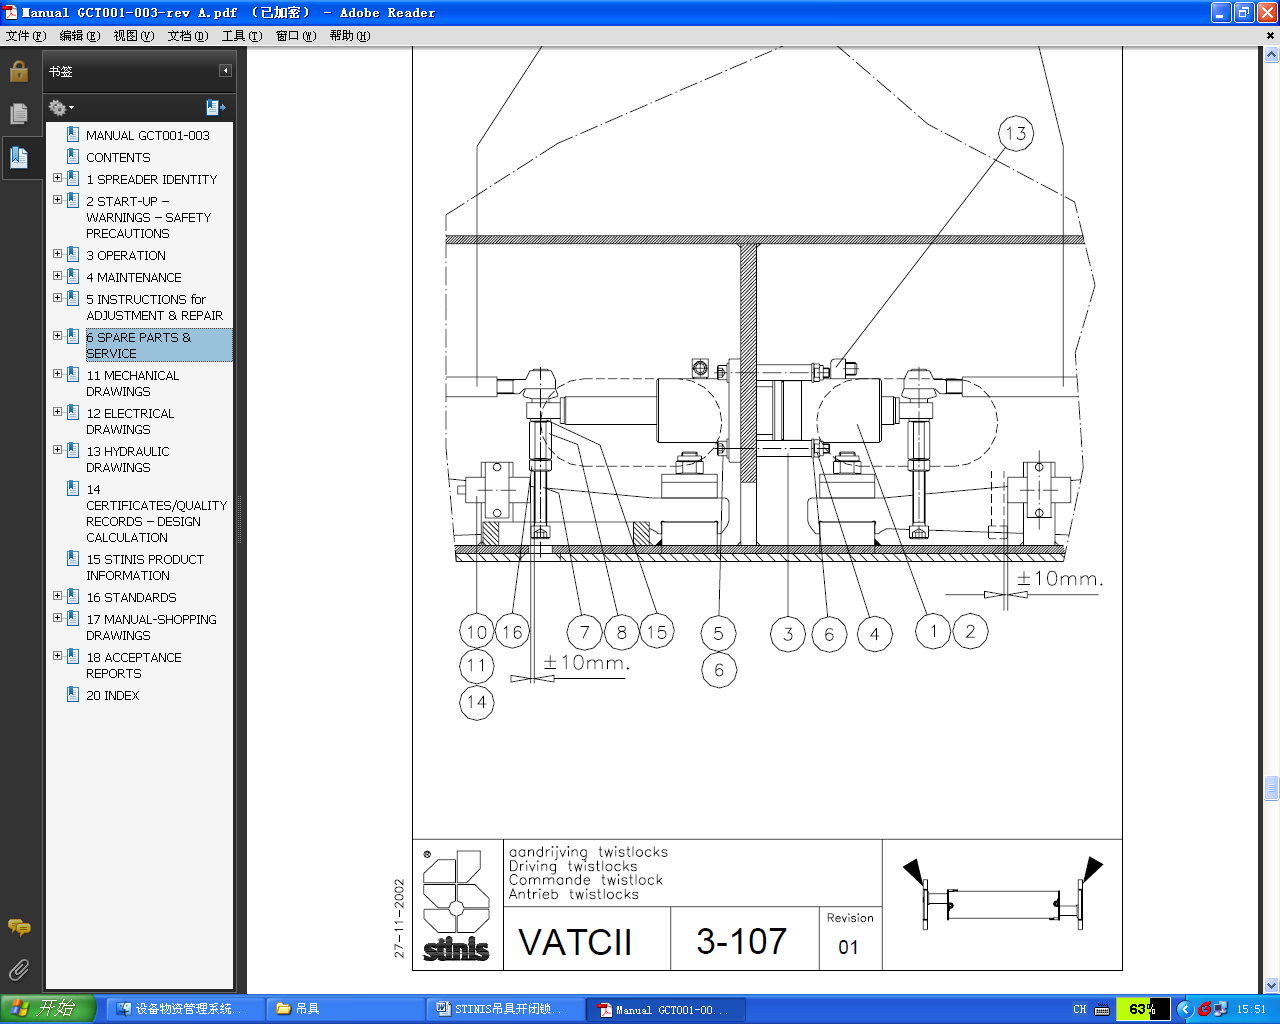 Manual GCT001-003-rev A.pdf （已加密） - Adobe Reader
文件(F) 编辑(E) 视图(V) 文档(D) 工具(T) 窗口(W) 帮助(H)
书签
MANUAL GCT001-003
CONTENTS
1 SPREADER IDENTITY
2 START-UP –
WARNINGS – SAFETY
PRECAUTIONS
3 OPERATION
4 MAINTENANCE
5 INSTRUCTIONS for
ADJUSTMENT & REPAIR
6 SPARE PARTS &
SERVICE
11 MECHANICAL
DRAWINGS
12 ELECTRICAL
DRAWINGS
13 HYDRAULIC
DRAWINGS
14
CERTIFICATES/QUALITY
RECORDS – DESIGN
CALCULATION
15 STINIS PRODUCT
INFORMATION
16 STANDARDS
17 MANUAL-SHOPPING
DRAWINGS
18 ACCEPTANCE
REPORTS
20 INDEX
13
±10mm.
10 16 7 8 15 5 3 6 4 1 2
11 6
±10mm.
14
27-11-2002
®
stinis
aandrijving twistlocks
Driving twistlocks
Commande twistlock
Antrieb twistlocks
VATCII
3-107
Revision
01
开始
设备物资管理系统...
吊具
STINIS吊具开闭锁...
Manual GCT001-00...
CH
63%
15:51